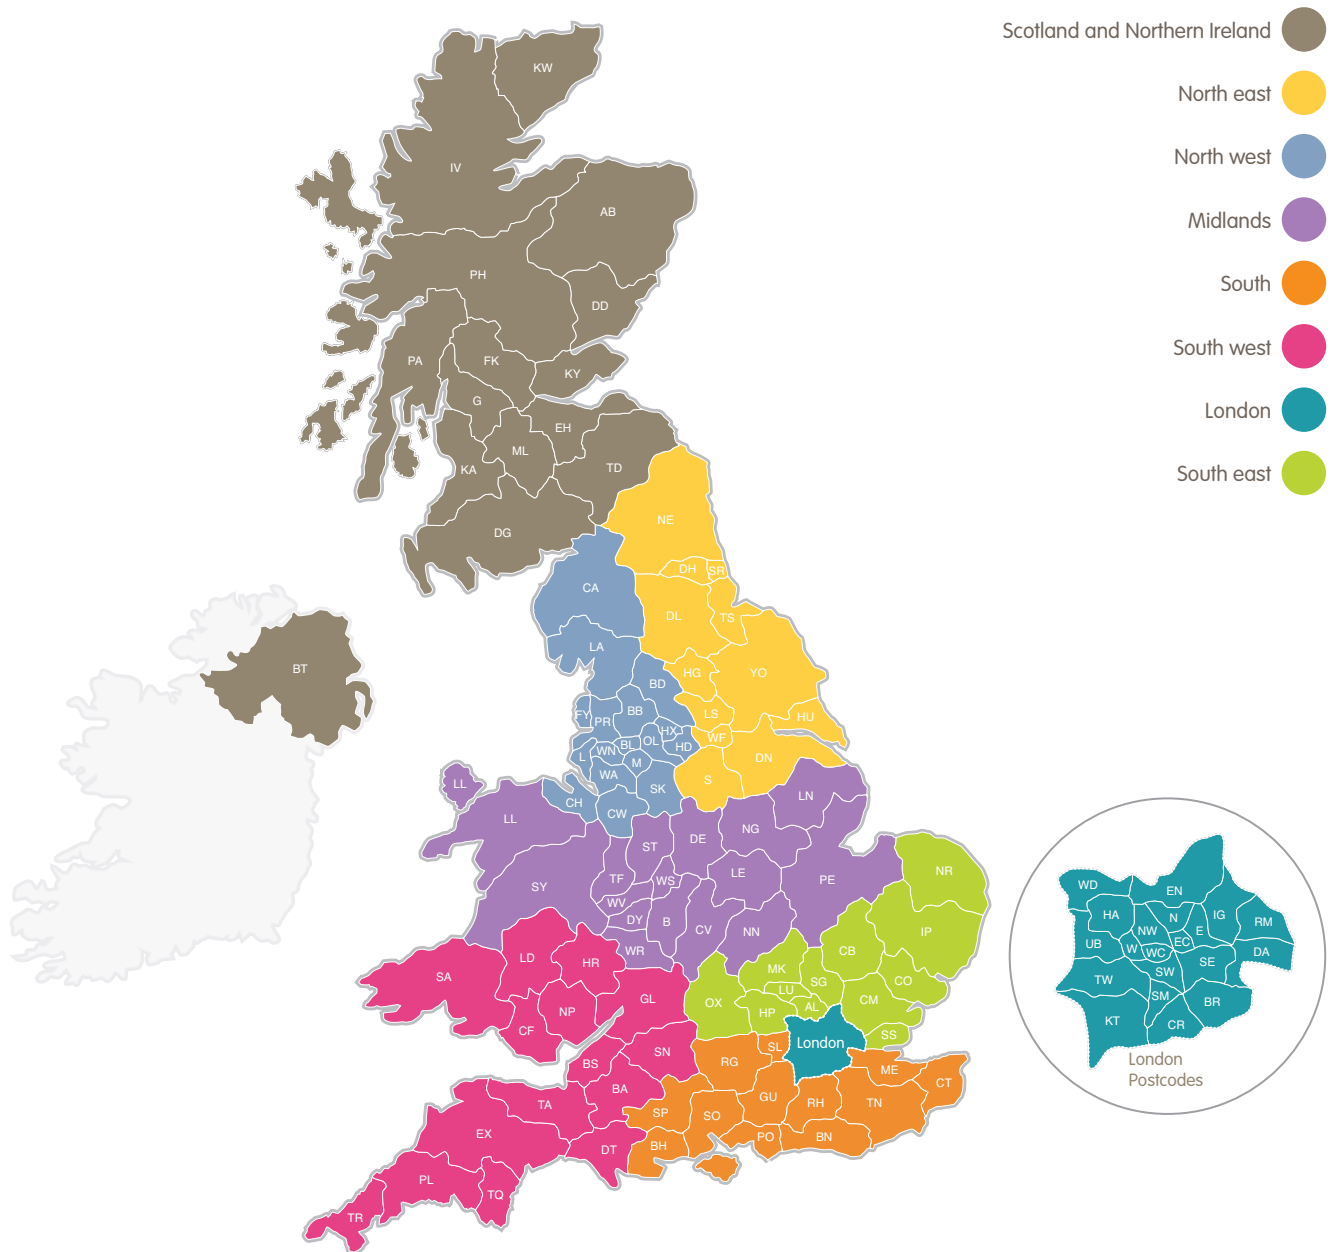 Scotland and Northern Ireland
North east
North west
Midlands
South
South west
London
South east
KW
IV
AB
PH
DD
PA
FK
KY
G
EH
ML
KA
TD
DG
NE
DH
SR
CA
DL
TS
LA
BT
HG
YO
BD
FY
PR
BB
LS
HU
HX
OL
WF
HD
BL
WN
L
M
DN
WA
S
SK
LL
CH
CW
LN
LL
NG
DE
ST
LE
PE
NR
TF
WS
SY
WV
DY
B
CV
NN
IP
WR
CB
LD
HR
SA
MK
SG
CO
LU
GL
OX
HP
AL
CM
NP
CF
SS
London
SL
SN
RG
BS
ME
CT
BA
GU
RH
TN
TA
SP
SO
EX
PO
BN
DT
BH
PL
TQ
TR
WD
EN
HA
N
IG
RM
NW
E
UB
W
WC
EC
DA
SE
TW
SW
SM
BR
KT
CR
London
Postcodes